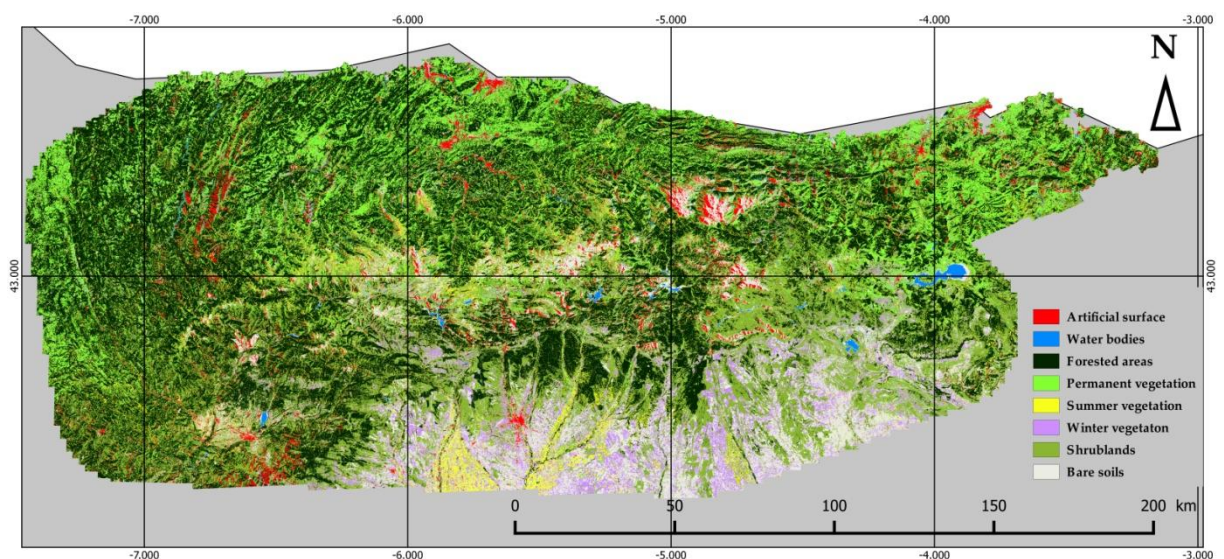 -7.000 -6.000 -5.000 -4.000 -3.000
N
43.000 43.000
Artificial surface
Water bodies
Forested areas
Permanent vegetation
Summer vegetation
Winter vegetaton
Shrublands
Bare soils
0 50 100 150 200 km
-7.000 -6.000 -5.000 -4.000 -3.000